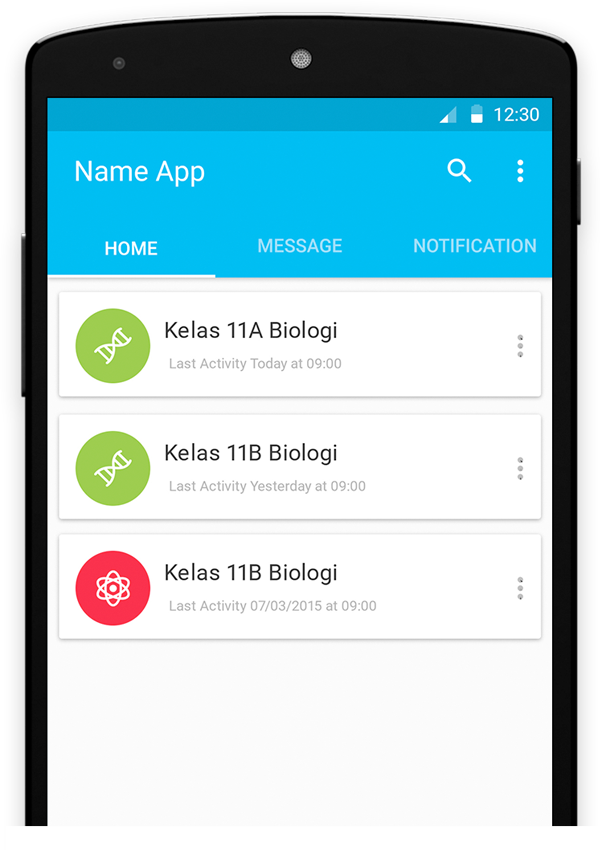 12:30
Name App
HOME MESSAGE NOTIFICATION
Kelas 11A Biologi
Last Activity Today at 09:00
Kelas 11B Biologi
Last Activity Yesterday at 09:00
Kelas 11B Biologi
Last Activity 07/03/2015 at 09:00